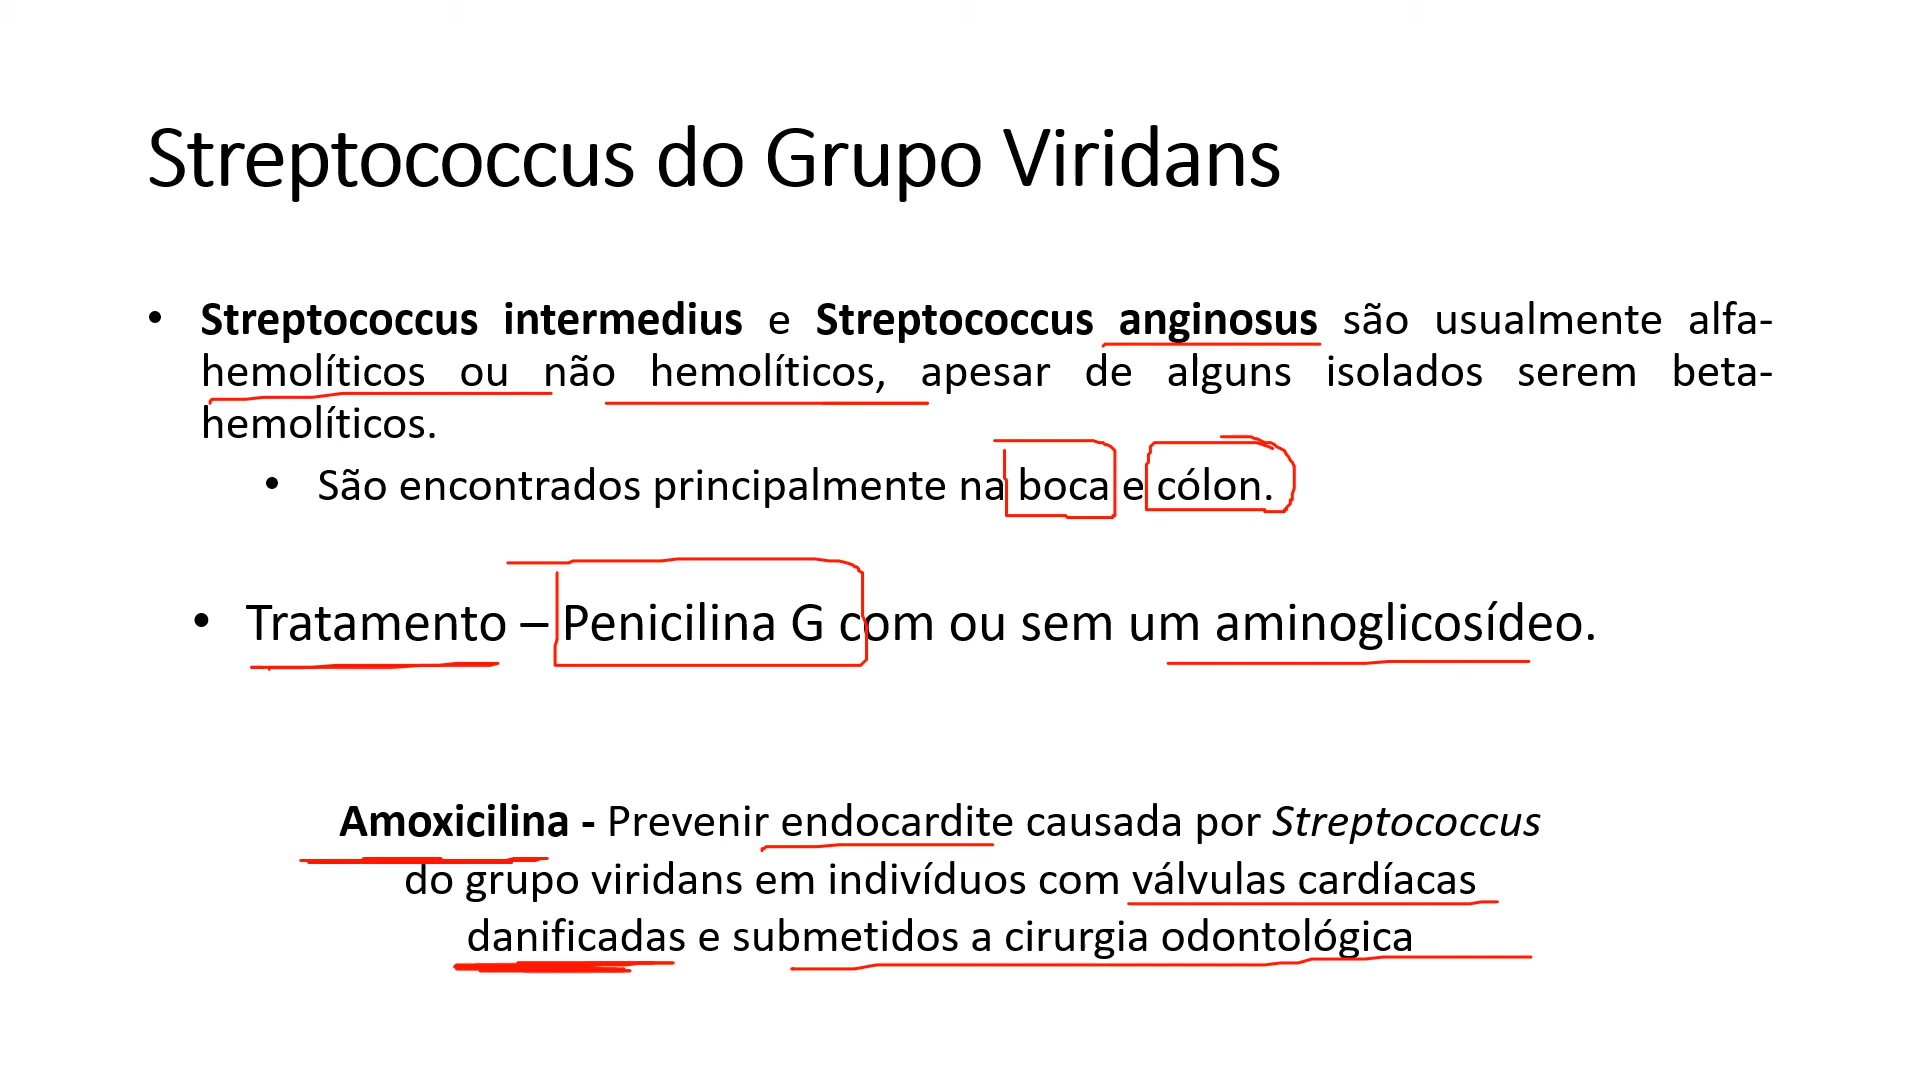 Streptococcus do Grupo Viridans
• Streptococcus intermedius e Streptococcus anginosus são usualmente alfa-
hemolíticos ou não hemolíticos, apesar de alguns isolados serem beta-
hemolíticos.
• São encontrados principalmente na boca e cólon.
• Tratamento – Penicilina G com ou sem um aminoglicosídeo.
Amoxicilina - Prevenir endocardite causada por Streptococcus
do grupo viridans em indivíduos com válvulas cardíacas
danificadas e submetidos a cirurgia odontológica